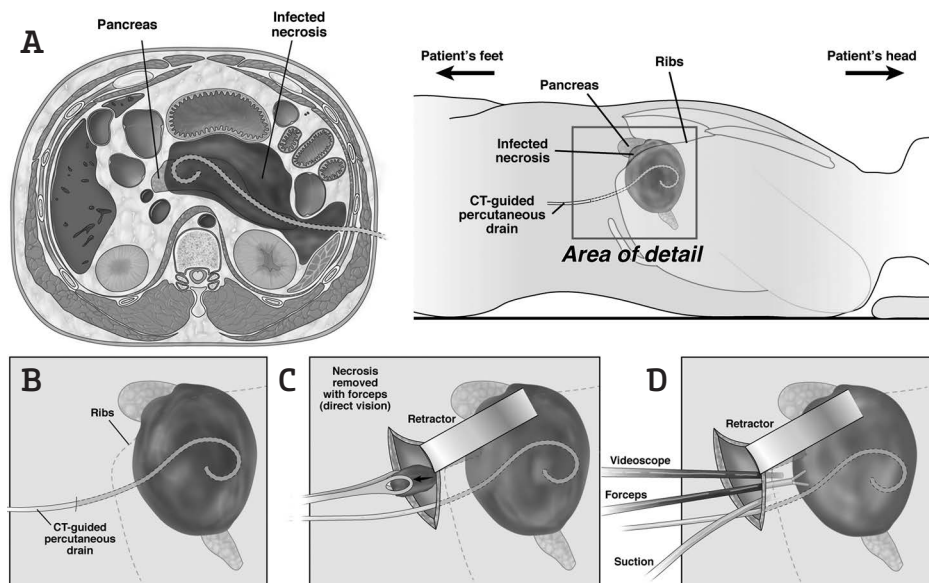 A
Pancreas
Infected
necrosis
Patient's feet
Patient's head
Ribs
Pancreas
Infected
necrosis
CT-guided
percutaneous
drain
Area of detail
B
Ribs
CT-guided
percutaneous
drain
C
Necrosis
removed
with forceps
(direct vision)
Retractor
D
Retractor
Videoscope
Forceps
Suction